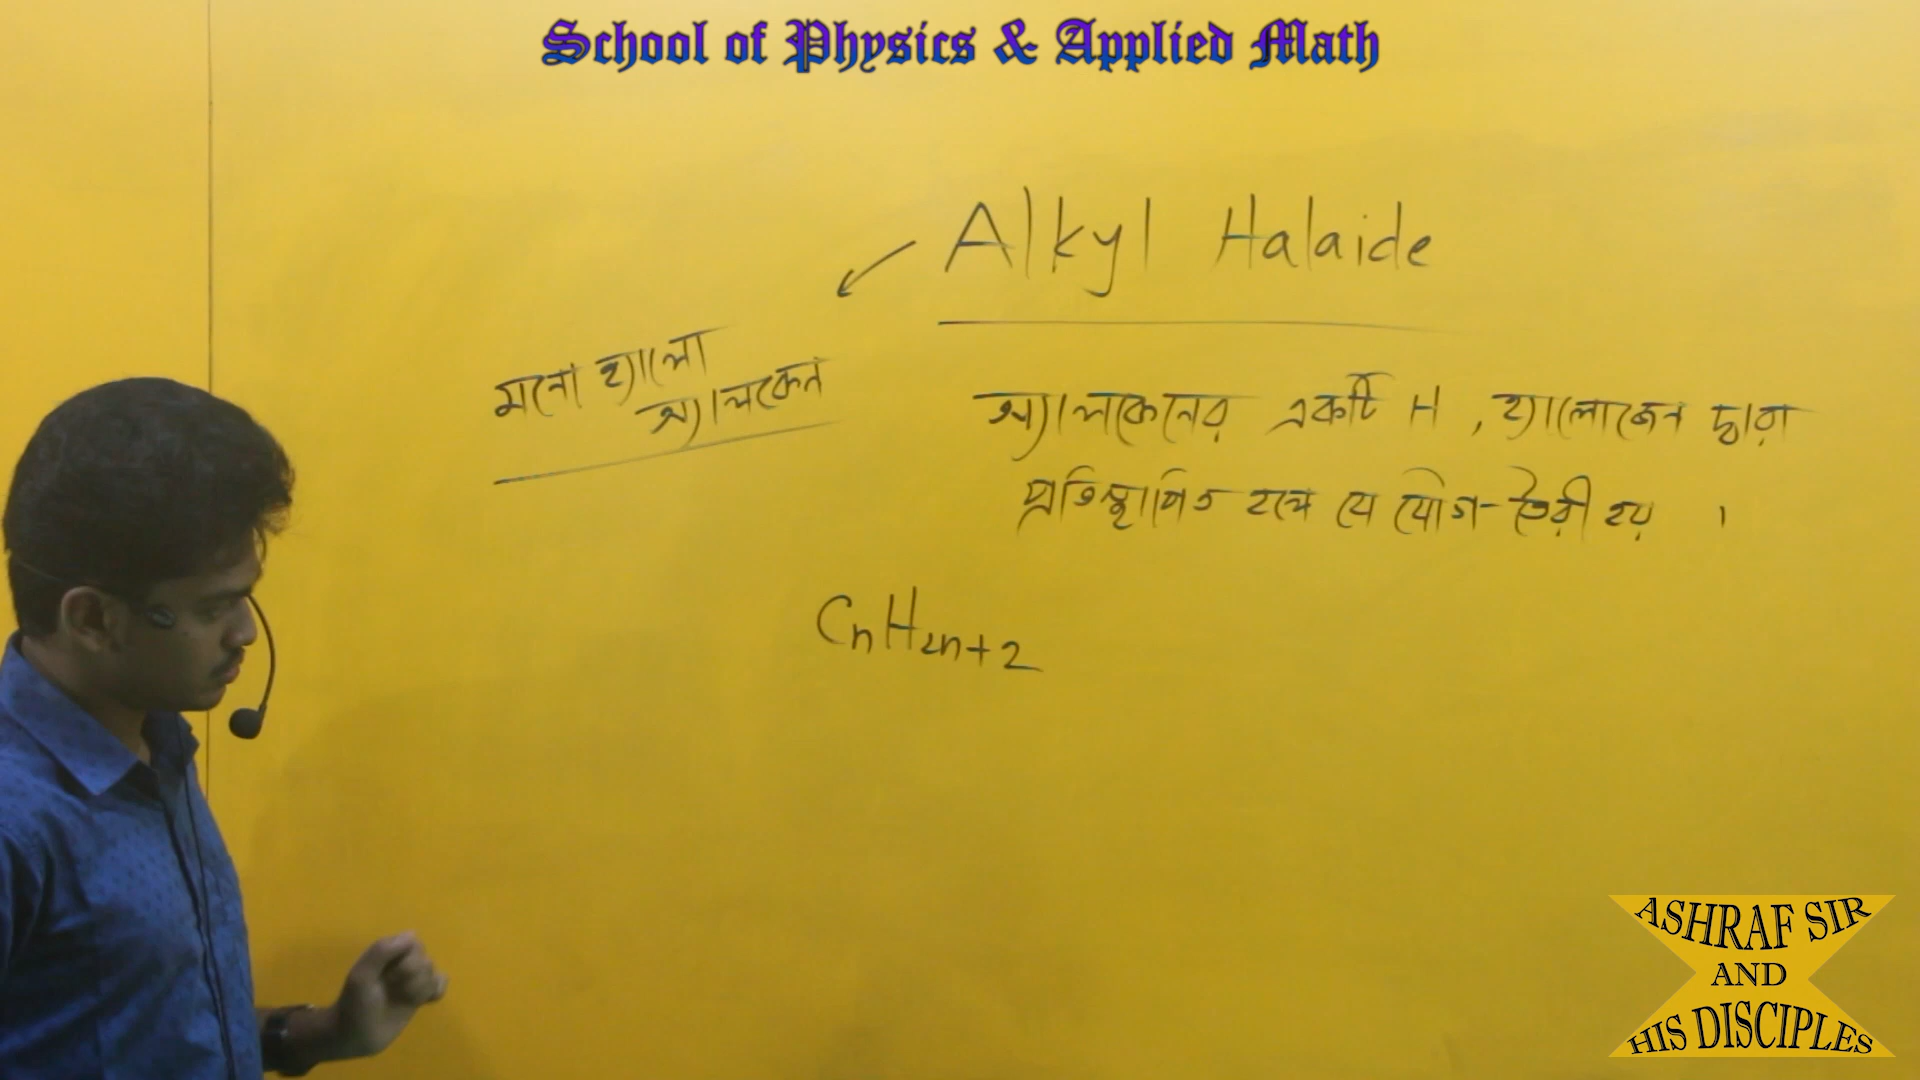 School of Physics & Applied Math
Alkyl Halaide
মনো হ্যালো
অ্যালকেন
অ্যালকেনের একটি H , হ্যালোজেন দ্বারা
প্রতিস্থাপিত হলে যে যৌগ তৈরী হয় ।
CnH2n+2
ASHRAF SIR
AND
HIS DISCIPLES